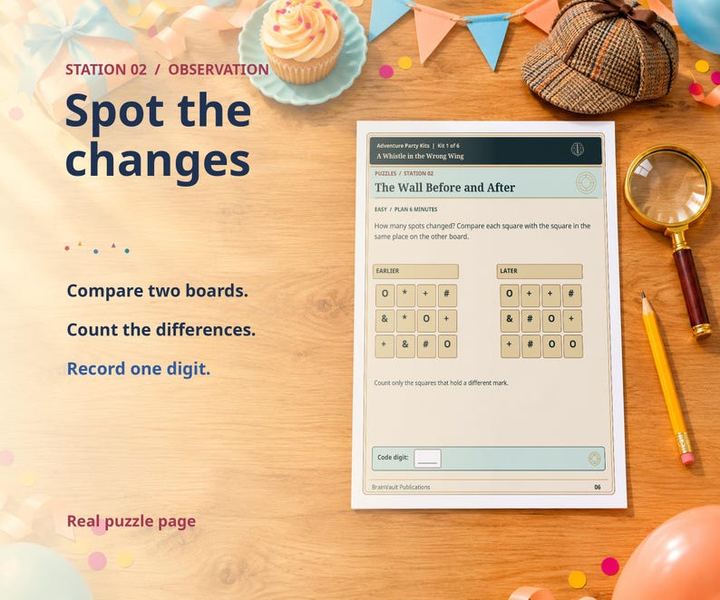 STATION 02 / OBSERVATION
Spot the
changes
Compare two boards.
Count the differences.
Record one digit.
Real puzzle page
Adventure Party Kits | Kit 1 of 6
A Whistle in the Wrong Wing
PUZZLES / STATION 02
The Wall Before and After
EASY / PLAN 6 MINUTES
How many spots changed? Compare each square with the square in the
same place on the other board.
EARLIER
O * + #
& * O +
+ & # O
LATER
O + + #
& # O +
+ # O O
Count only the squares that hold a different mark.
Code digit:
BrainVault Publications
06